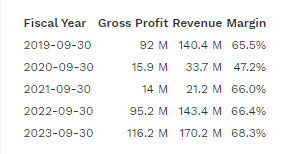 Fiscal Year Gross Profit Revenue Margin
2019-09-30 92 M 140.4 M 65.5%
2020-09-30 15.9 M 33.7 M 47.2%
2021-09-30 14 M 21.2 M 66.0%
2022-09-30 95.2 M 143.4 M 66.4%
2023-09-30 116.2 M 170.2 M 68.3%